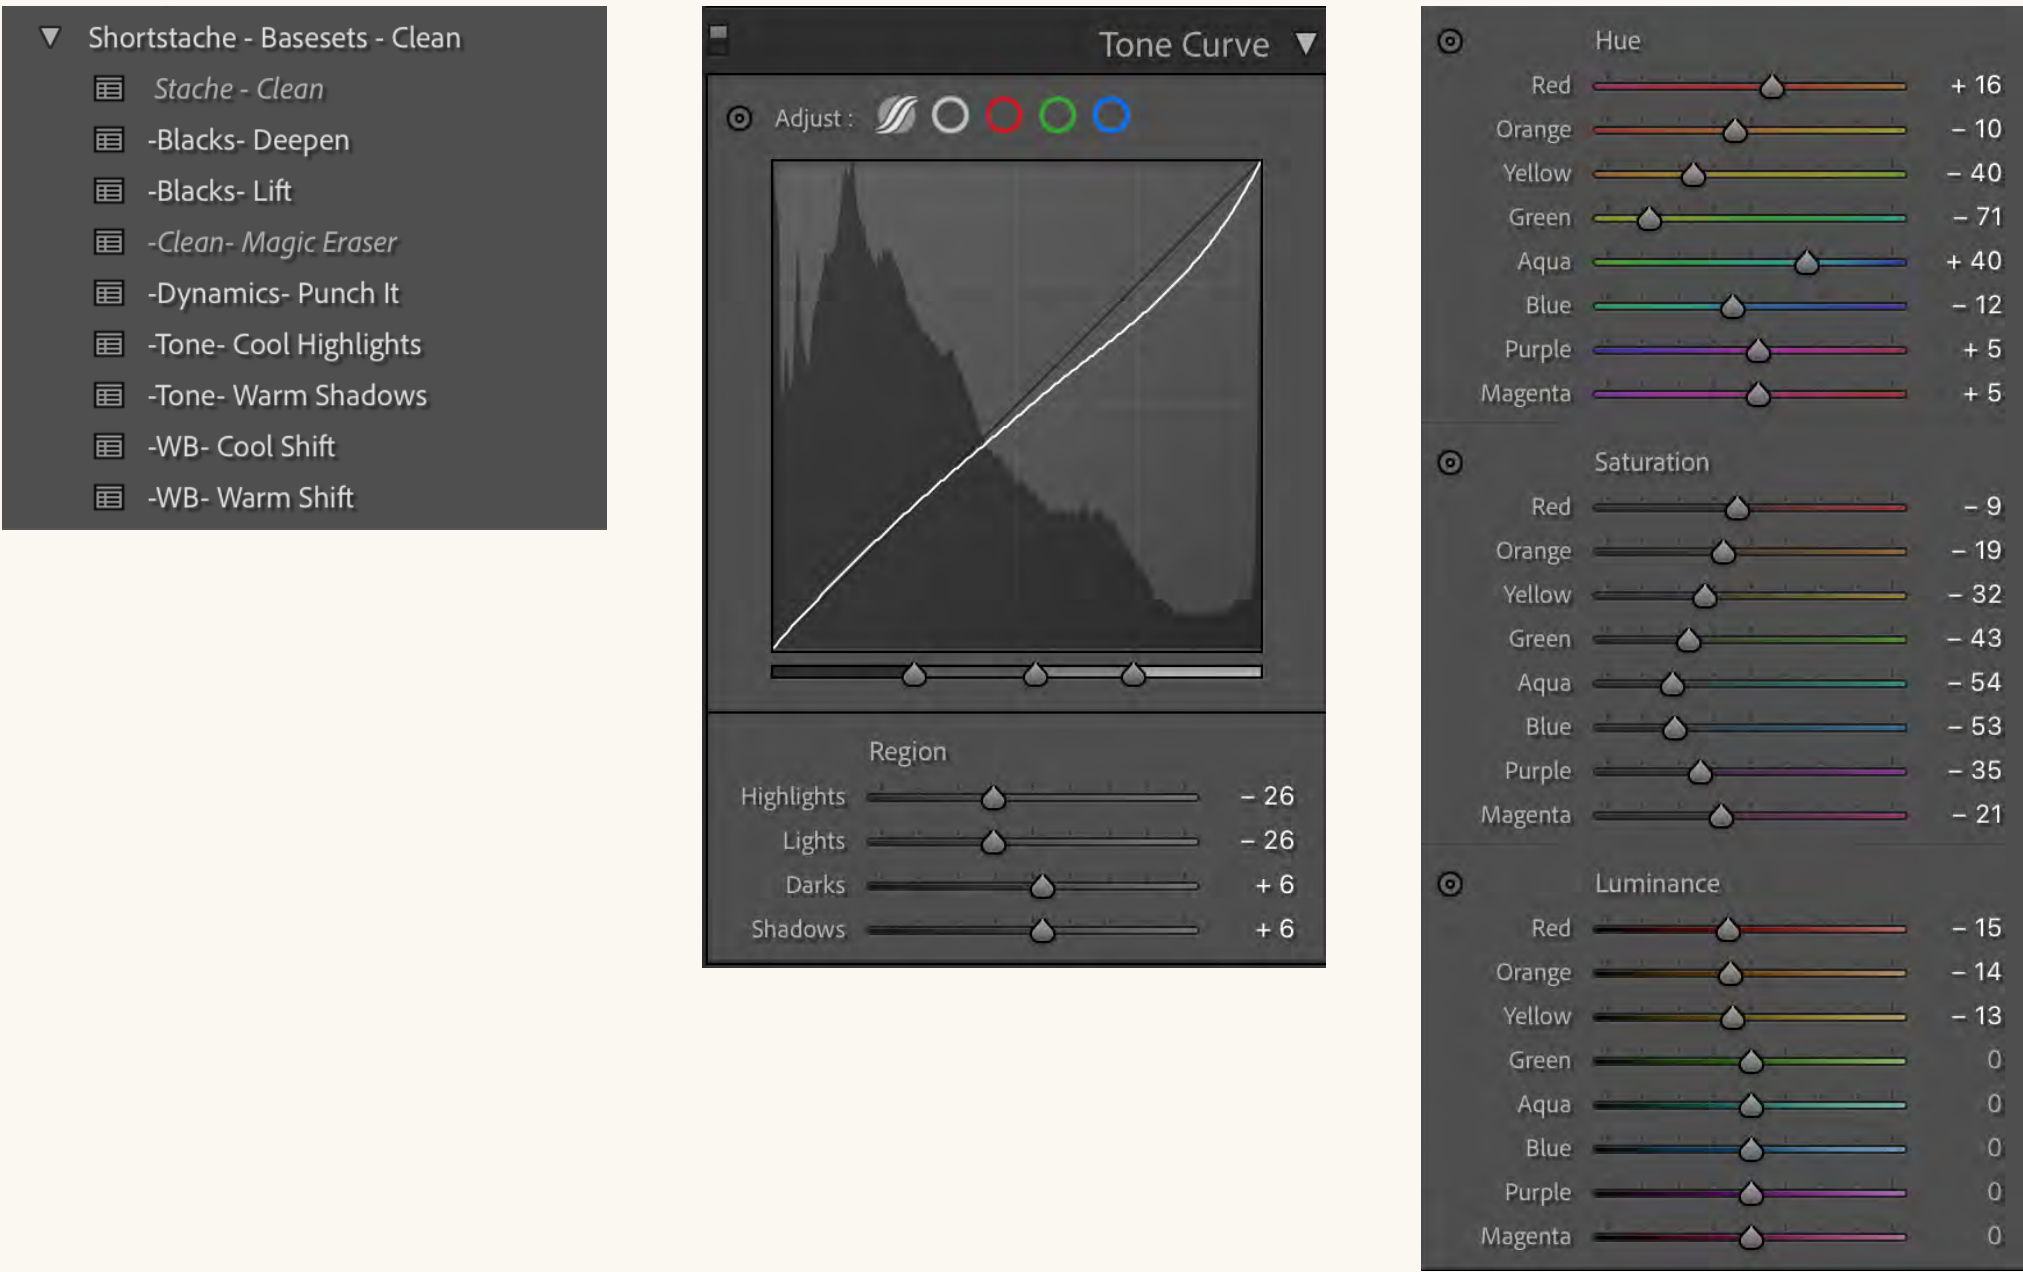 Shortstache - Basesets - Clean
Stache - Clean
-Blacks- Deepen
-Blacks- Lift
-Clean- Magic Eraser
-Dynamics- Punch It
-Tone- Cool Highlights
-Tone- Warm Shadows
-WB- Cool Shift
-WB- Warm Shift
Tone Curve
Adjust :
Region
Highlights − 26
Lights − 26
Darks + 6
Shadows + 6
Hue
Red + 16
Orange − 10
Yellow − 40
Green − 71
Aqua + 40
Blue − 12
Purple + 5
Magenta + 5
Saturation
Red − 9
Orange − 19
Yellow − 32
Green − 43
Aqua − 54
Blue − 53
Purple − 35
Magenta − 21
Luminance
Red − 15
Orange − 14
Yellow − 13
Green 0
Aqua 0
Blue 0
Purple 0
Magenta 0